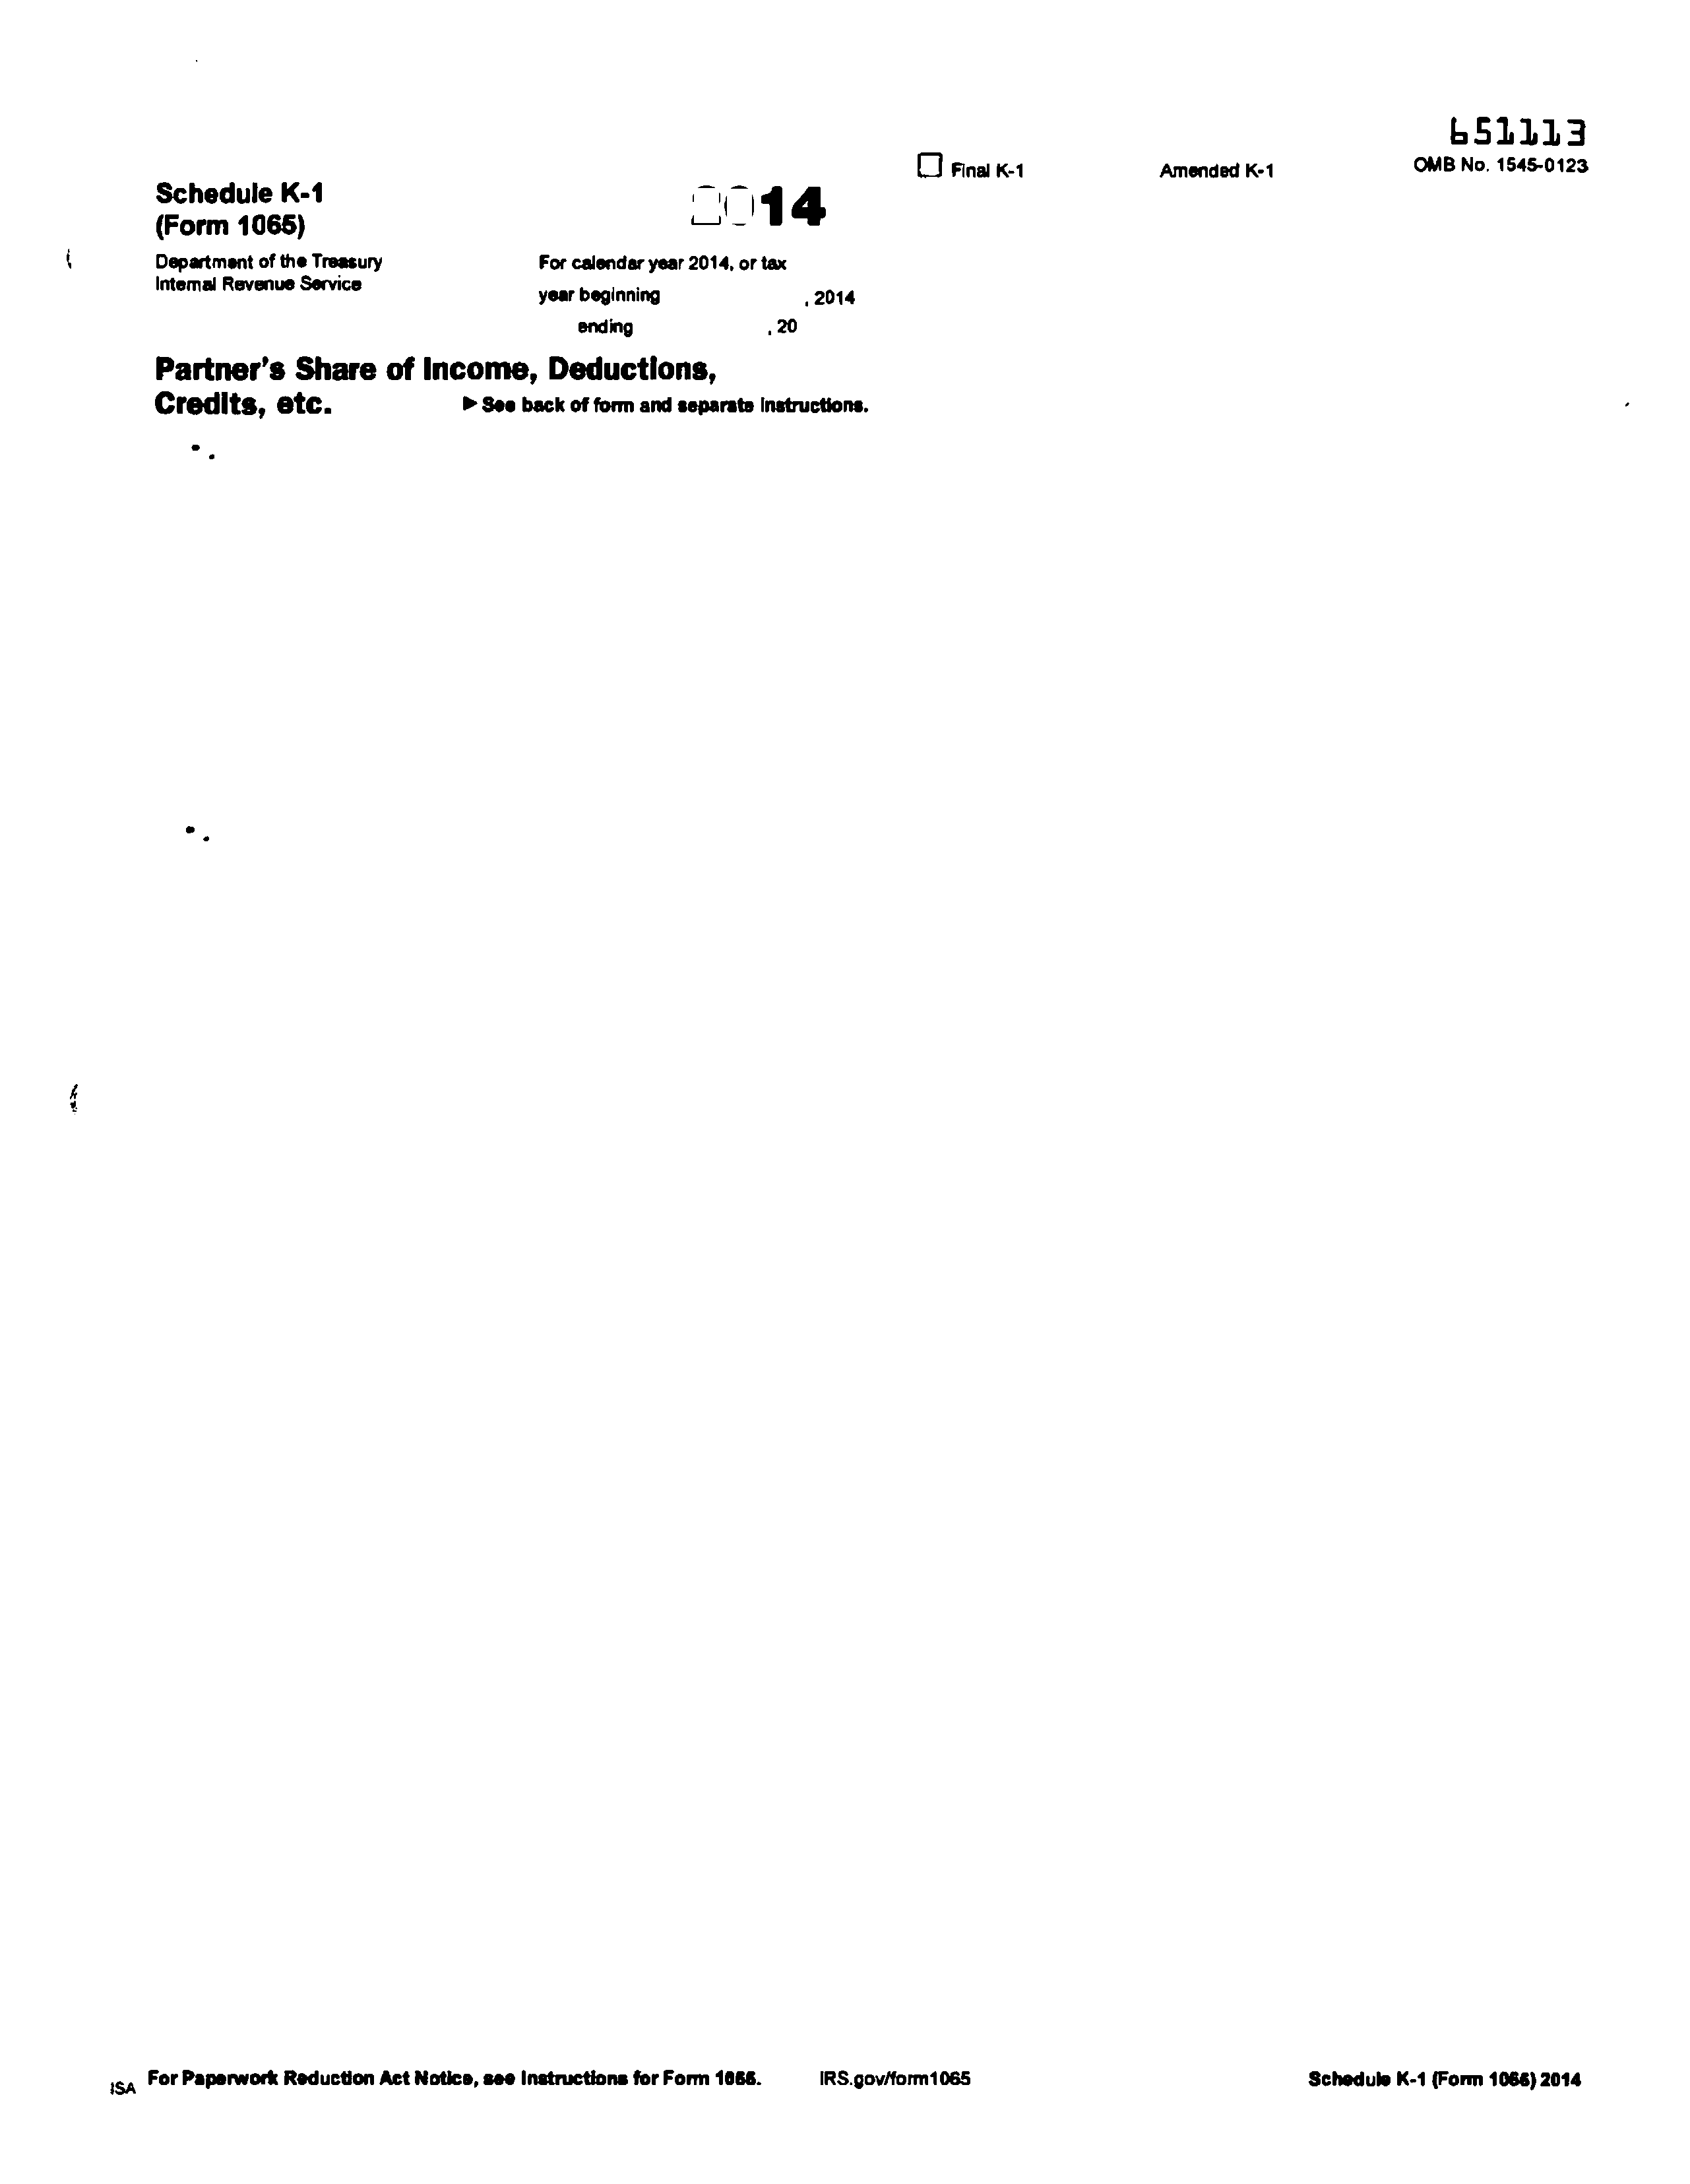 651113
Final K-1 Amended K-1 OMB No. 1545-0123
Schedule K-1
(Form 1065)
2014
Department of the Treasury
Internal Revenue Service
For calendar year 2014, or tax
year beginning , 2014
ending , 20
Partner's Share of Income, Deductions,
Credits, etc. ▶ See back of form and separate instructions.
ISA For Paperwork Reduction Act Notice, see Instructions for Form 1065. IRS.gov/form1065 Schedule K-1 (Form 1065) 2014